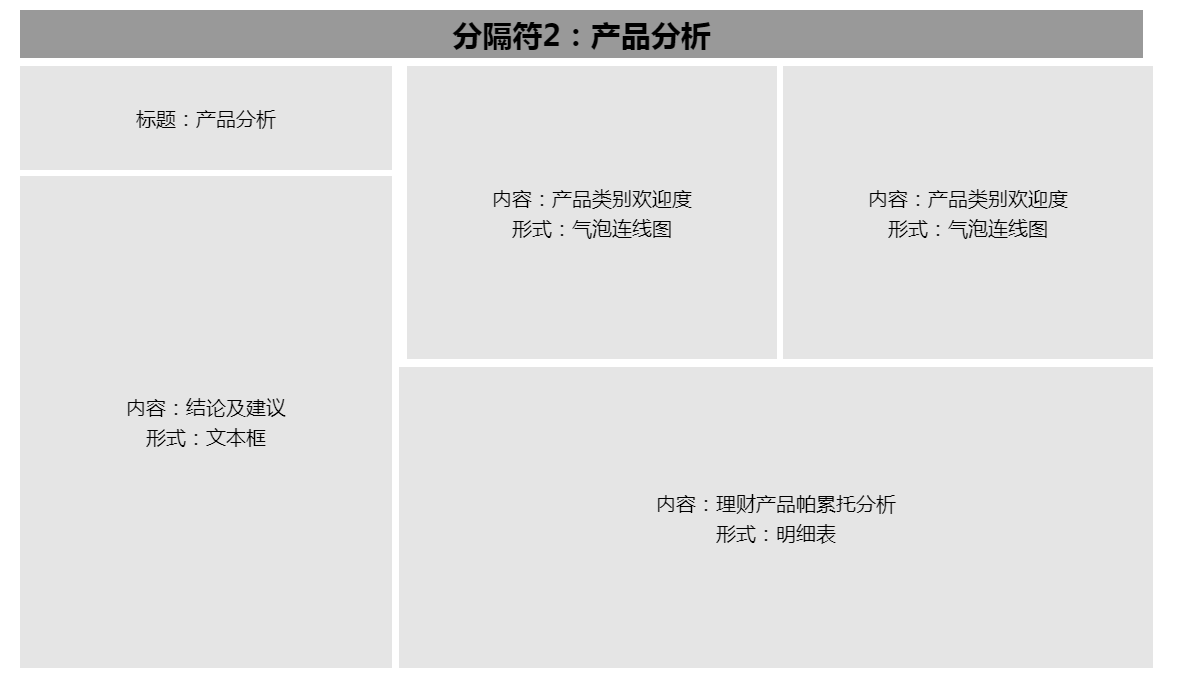 分隔符2：产品分析
标题：产品分析
内容：产品类别欢迎度
形式：气泡连线图
内容：产品类别欢迎度
形式：气泡连线图
内容：结论及建议
形式：文本框
内容：理财产品帕累托分析
形式：明细表